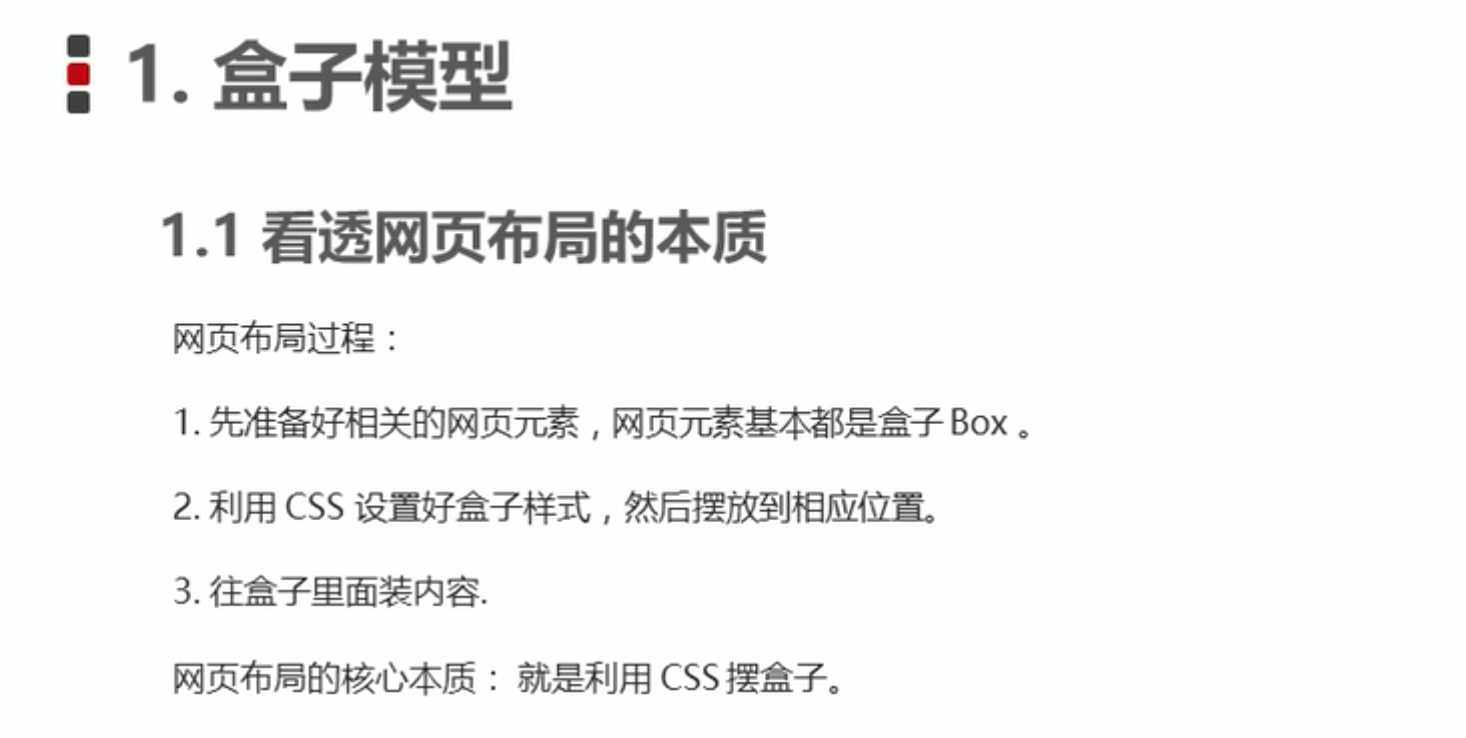 1. 盒子模型
1.1 看透网页布局的本质
网页布局过程：
1. 先准备好相关的网页元素，网页元素基本都是盒子 Box 。
2. 利用 CSS 设置好盒子样式，然后摆放到相应位置。
3. 往盒子里面装内容.
网页布局的核心本质： 就是利用 CSS 摆盒子。